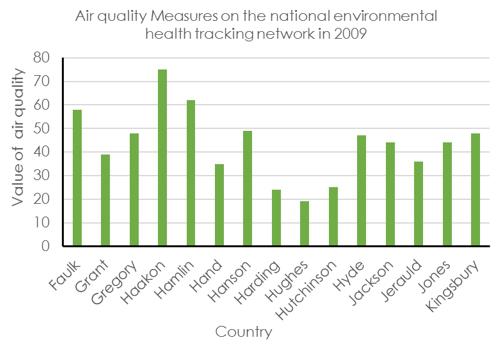 Air quality Measures on the national environmental
health tracking network in 2009
Value of air quality
80
70
60
50
40
30
20
10
0
Faulk
Grant
Gregory
Haakon
Hamlin
Hand
Hanson
Harding
Hughes
Hutchinson
Hyde
Jackson
Jerauld
Jones
Kingsbury
Country